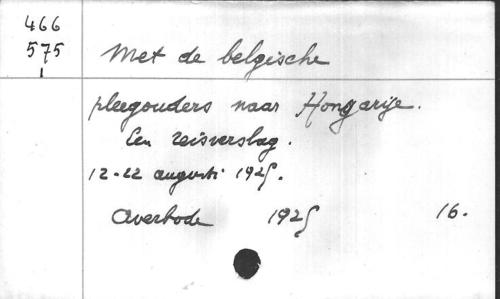 466
575
1
Met de belgische
pleegouders naar Hongarije.
Een reisverslag.
12-22 augusti 1925.
Averbode 1925 16.